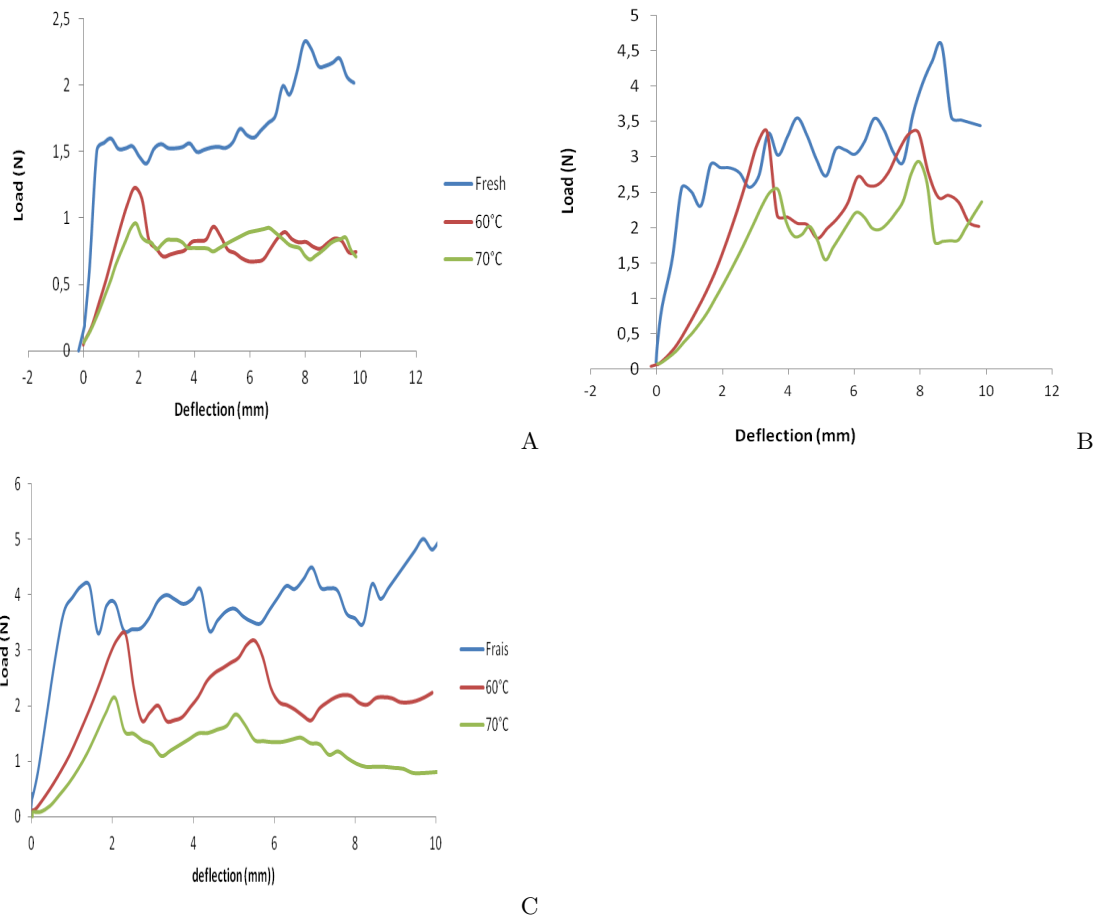 2,5
2
1,5
1
0,5
0
-2 0 2 4 6 8 10 12
Load (N)
Deflection (mm)
Fresh
60°C
70°C
A
5
4,5
4
3,5
3
2,5
2
1,5
1
0,5
0
-2 0 2 4 6 8 10 12
Load (N)
Deflection (mm)
B
6
5
4
3
2
1
0
0 2 4 6 8 10
Load (N)
deflection (mm))
Frais
60°C
70°C
C